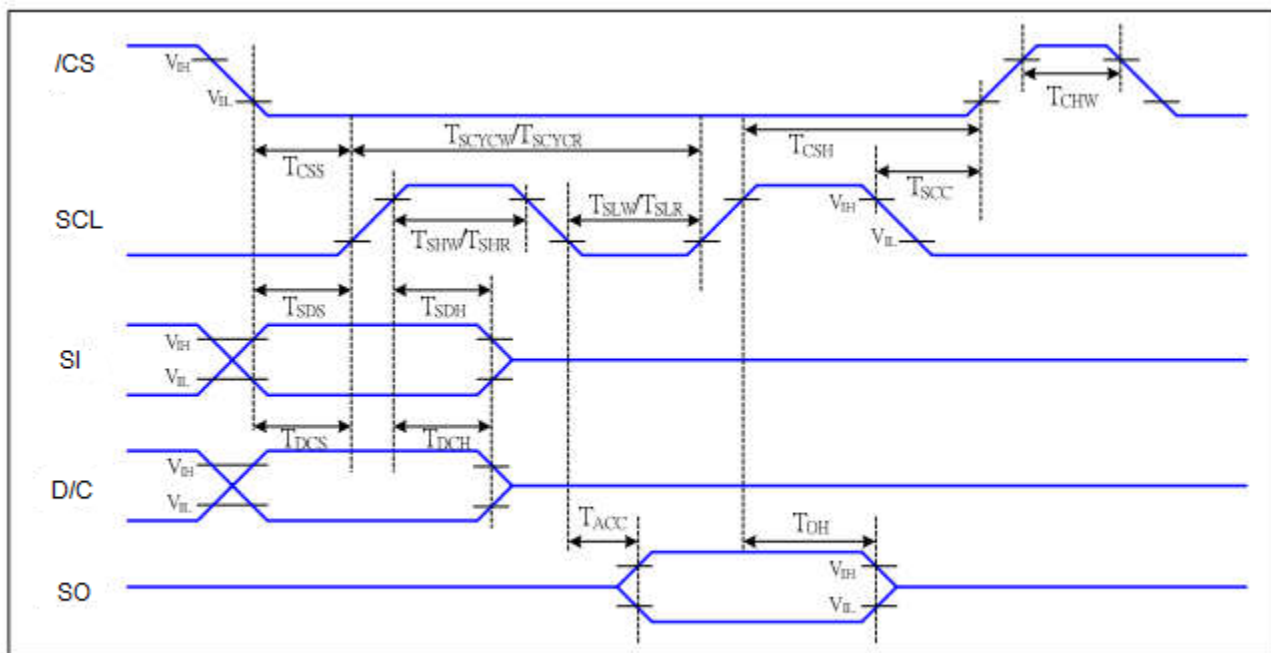 /CS
VIH
VIL
TCHW
TSCYCW/TSCYCR
TCSH
TCSS
TSCC
SCL
TSLW/TSLR
VIH
TSHW/TSHR
VIL
TSDS
TSDH
VIH
SI
VIL
TDCS
TDCH
VIH
D/C
VIL
TACC
TOH
VIH
SO
VIL